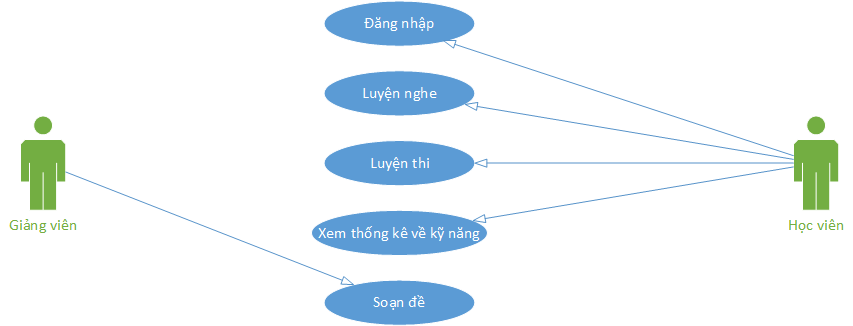 Đăng nhập
Luyện nghe
Luyện thi
Giảng viên
Xem thống kê về kỹ năng
Học viên
Soạn đề